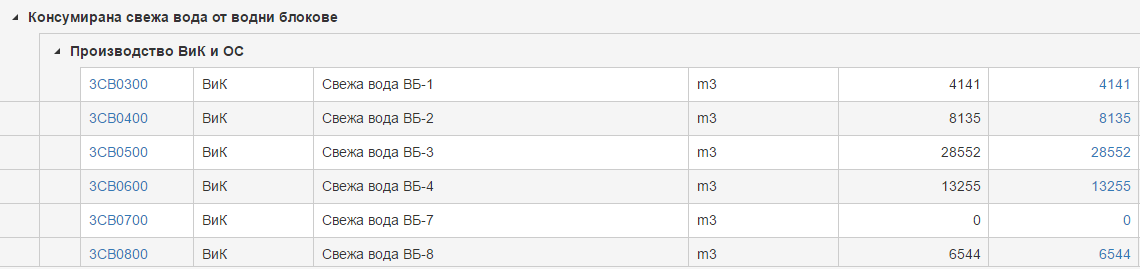 Консумирана свежа вода от водни блокове
Производство ВиК и ОС
3СВ0300 ВиК Свежа вода ВБ-1 m3 4141 4141
3СВ0400 ВиК Свежа вода ВБ-2 m3 8135 8135
3СВ0500 ВиК Свежа вода ВБ-3 m3 28552 28552
3СВ0600 ВиК Свежа вода ВБ-4 m3 13255 13255
3СВ0700 ВиК Свежа вода ВБ-7 m3 0 0
3СВ0800 ВиК Свежа вода ВБ-8 m3 6544 6544